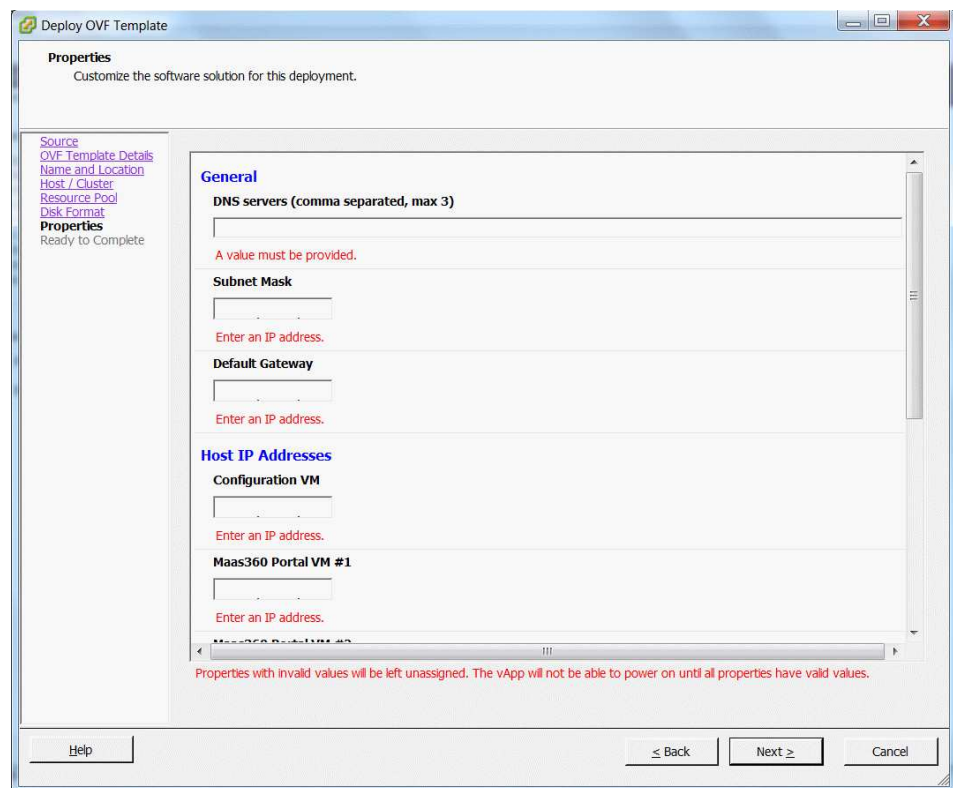 Deploy OVF Template
Properties
Customize the software solution for this deployment.
Source
OVF Template Details
Name and Location
Host / Cluster
Resource Pool
Disk Format
Properties
Ready to Complete
General
DNS servers (comma separated, max 3)
A value must be provided.
Subnet Mask
Enter an IP address.
Default Gateway
Enter an IP address.
Host IP Addresses
Configuration VM
Enter an IP address.
Maas360 Portal VM #1
Enter an IP address.
Maas360 Portal VM #2
Properties with invalid values will be left unassigned. The vApp will not be able to power on until all properties have valid values.
Help
< Back
Next >
Cancel